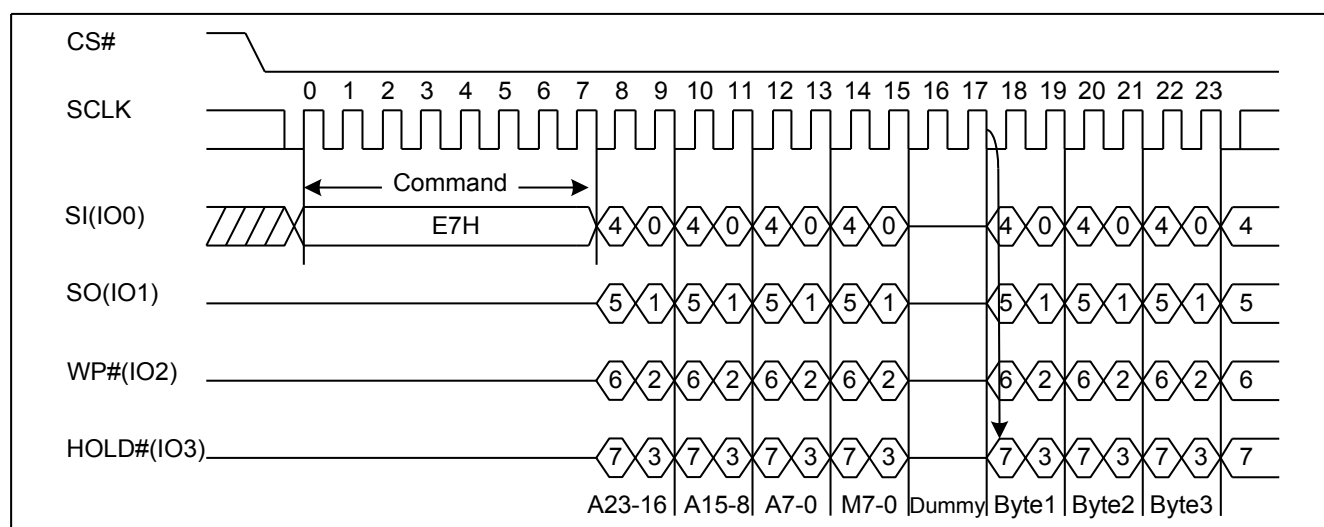 CS#
0 1 2 3 4 5 6 7 8 9 10 11 12 13 14 15 16 17 18 19 20 21 22 23
SCLK
Command
SI(IO0)
E7H
4 0 4 0 4 0 4 0 4 0 4 0 4 0 4
SO(IO1)
5 1 5 1 5 1 5 1 5 1 5 1 5 1 5
WP#(IO2)
6 2 6 2 6 2 6 2 6 2 6 2 6 2 6
HOLD#(IO3)
7 3 7 3 7 3 7 3 7 3 7 3 7 3 7
A23-16 A15-8 A7-0 M7-0 Dummy Byte1 Byte2 Byte3